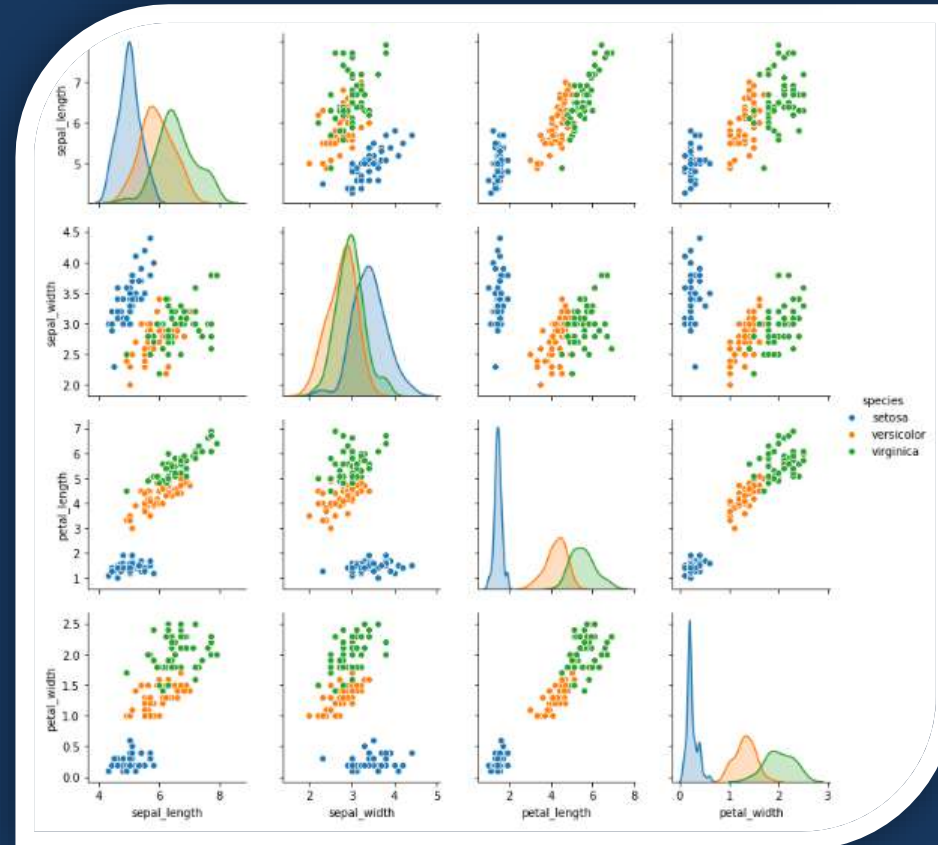 sepal_length
7
6
5
sepal_width
4.5
4.0
3.5
3.0
2.5
2.0
species
setosa
versicolor
virginica
petal_length
7
6
5
4
3
2
1
petal_width
2.5
2.0
1.5
1.0
0.5
0.0
4 6 8
2 3 4 5
2 4 6 8
0 1 2 3
sepal_length
sepal_width
petal_length
petal_width